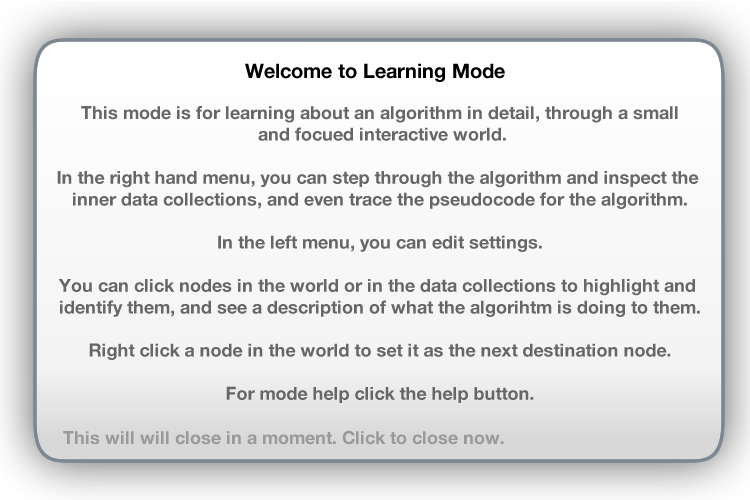 Welcome to Learning Mode
This mode is for learning about an algorithm in detail, through a small
and focued interactive world.
In the right hand menu, you can step through the algorithm and inspect the
inner data collections, and even trace the pseudocode for the algorithm.
In the left menu, you can edit settings.
You can click nodes in the world or in the data collections to highlight and
identify them, and see a description of what the algorihtm is doing to them.
Right click a node in the world to set it as the next destination node.
For mode help click the help button.
This will will close in a moment. Click to close now.